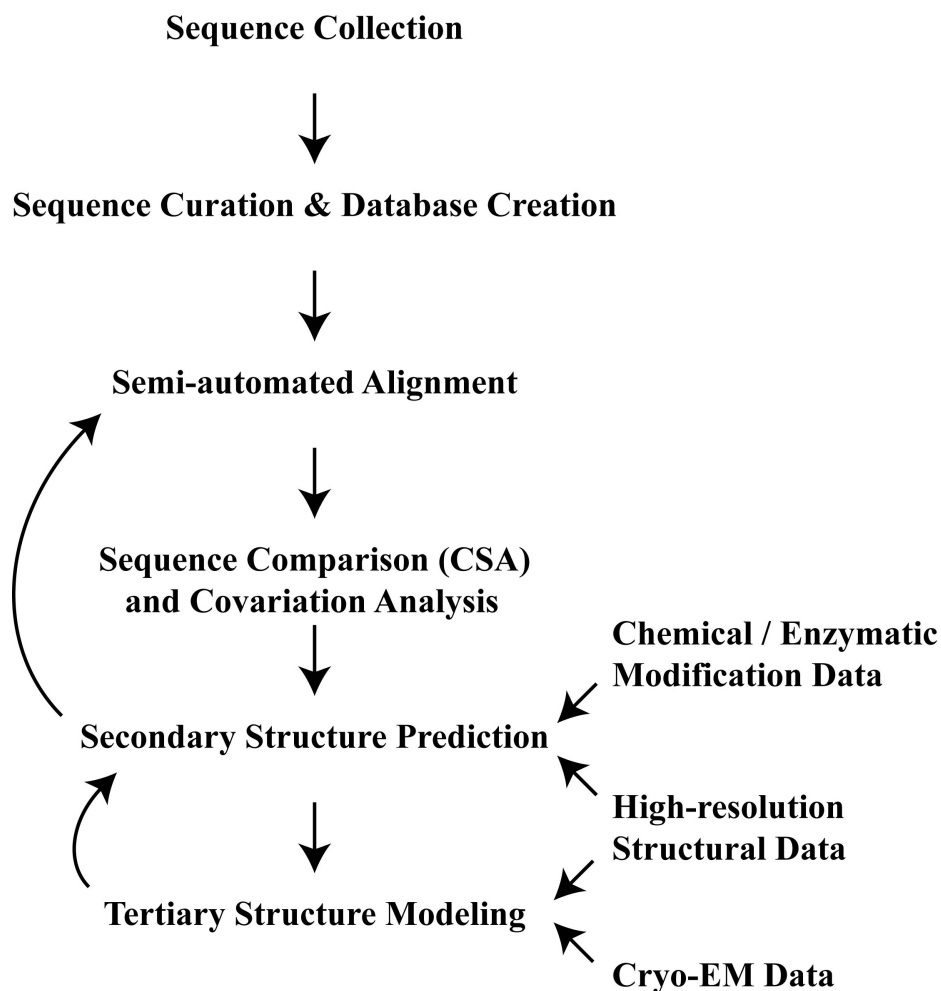 Sequence Collection
Sequence Curation & Database Creation
Semi-automated Alignment
Sequence Comparison (CSA)
and Covariation Analysis
Chemical / Enzymatic
Modification Data
Secondary Structure Prediction
High-resolution
Structural Data
Tertiary Structure Modeling
Cryo-EM Data